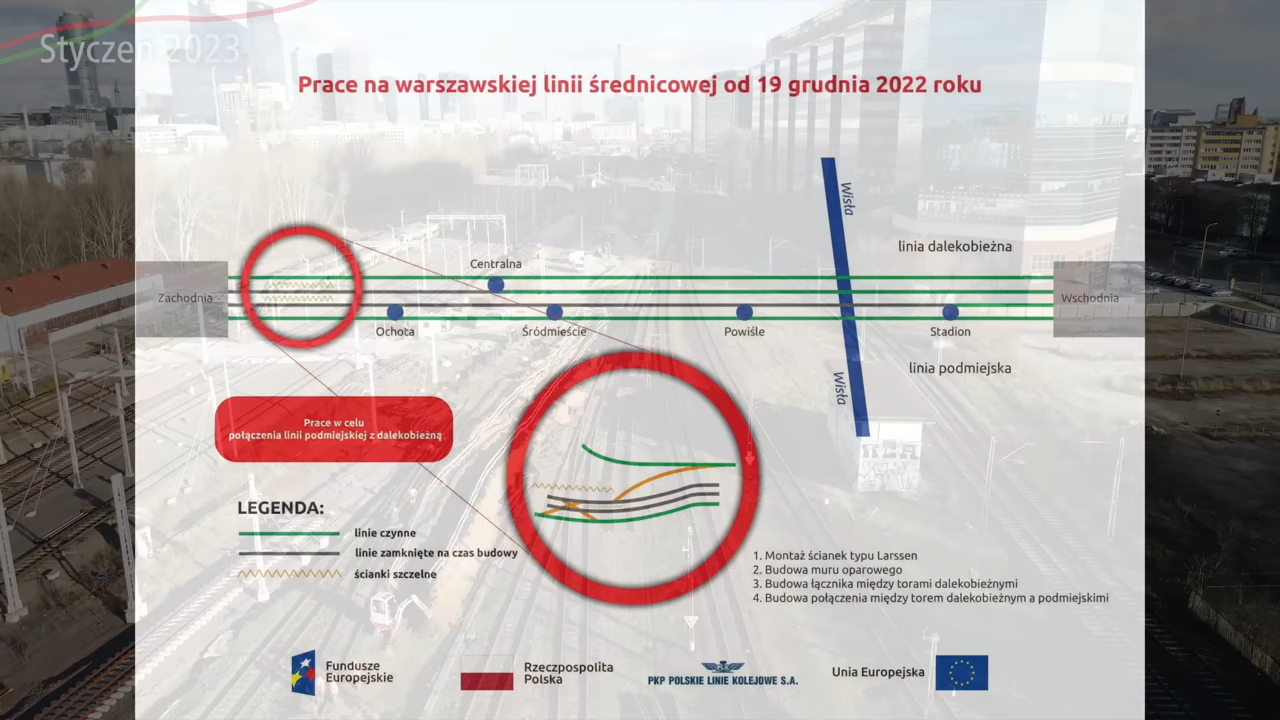 Styczeń 2023
Prace na warszawskiej linii średnicowej od 19 grudnia 2022 roku
Wisła
linia dalekobieżna
Centralna
Zachodnia
Wschodnia
Ochota
Śródmieście
Powiśle
Stadion
linia podmiejska
Wisła
Prace w celu
połączenia linii podmiejskiej z dalekobieżną
LEGENDA:
linie czynne
linie zamknięte na czas budowy
ścianki szczelne
1. Montaż ścianek typu Larssen
2. Budowa muru oparowego
3. Budowa łącznika między torami dalekobieżnymi
4. Budowa połączenia między torem dalekobieżnym a podmiejskimi
Fundusze
Europejskie
Rzeczpospolita
Polska
PLK
PKP POLSKIE LINIE KOLEJOWE S.A.
Unia Europejska